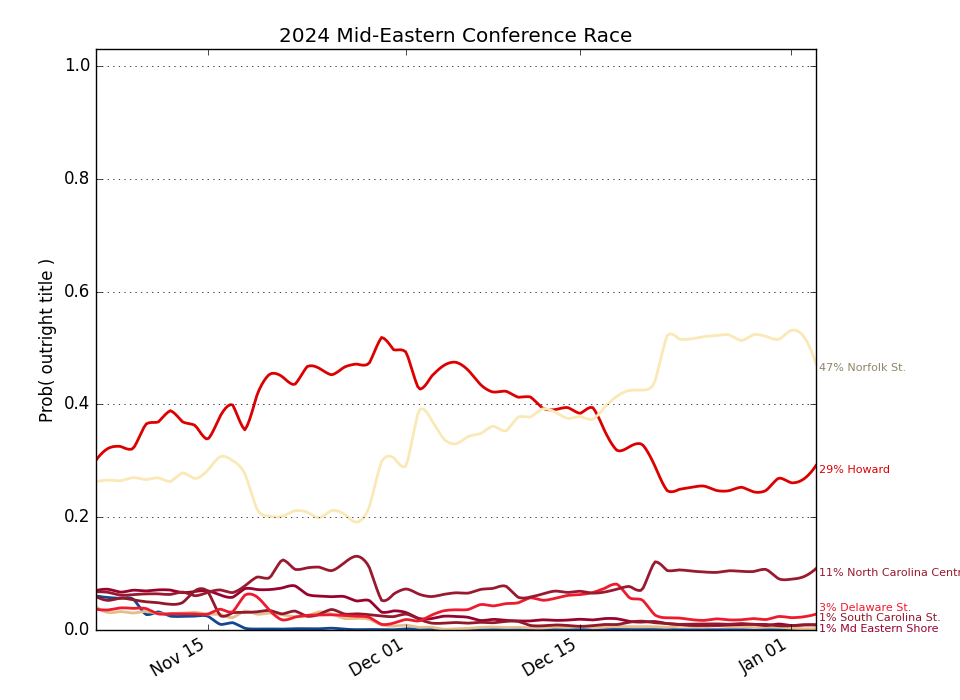 2024 Mid-Eastern Conference Race
Prob( outright title )
1.0
0.8
0.6
0.4
0.2
0.0
Nov 15
Dec 01
Dec 15
Jan 01
47% Norfolk St.
29% Howard
11% North Carolina Centr
3% Delaware St.
1% South Carolina St.
1% Md Eastern Shore